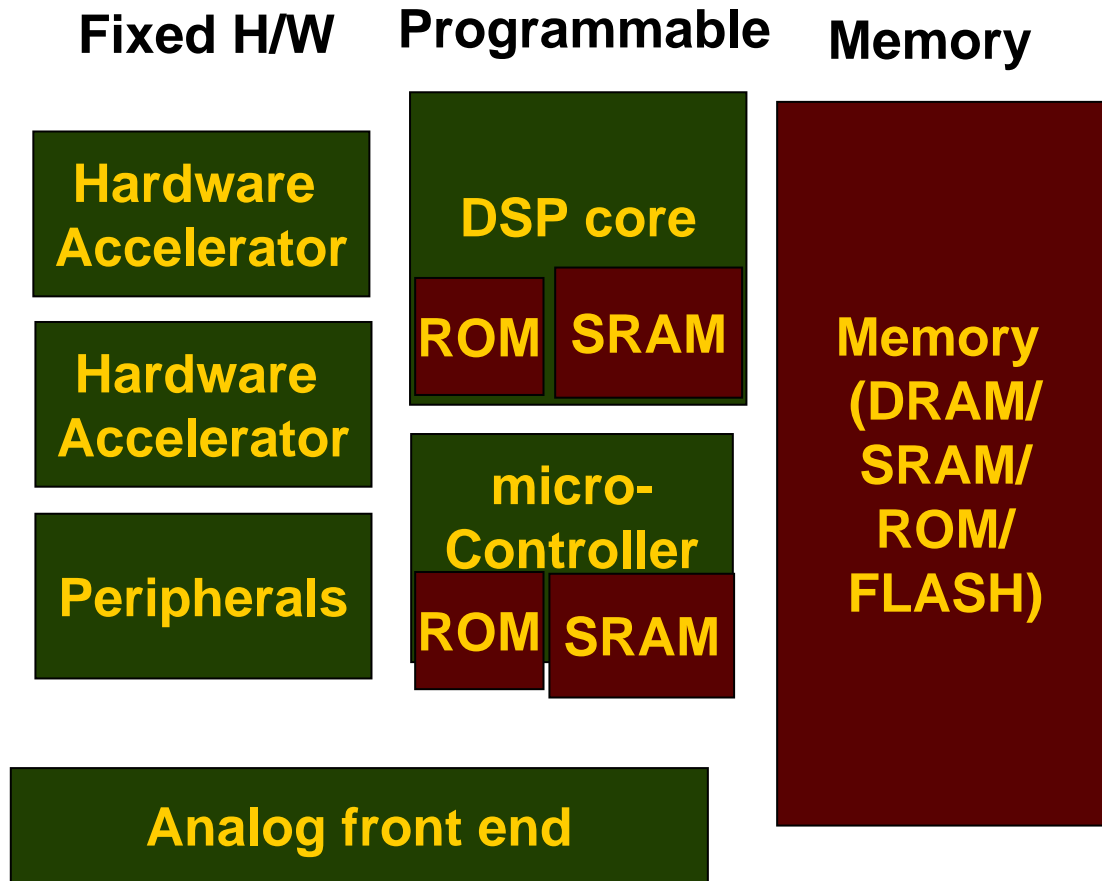 Fixed H/W
Programmable
Memory
Hardware
Accelerator
Hardware
Accelerator
Peripherals
DSP core
ROM
SRAM
micro-
Controller
ROM
SRAM
Memory
(DRAM/
SRAM/
ROM/
FLASH)
Analog front end